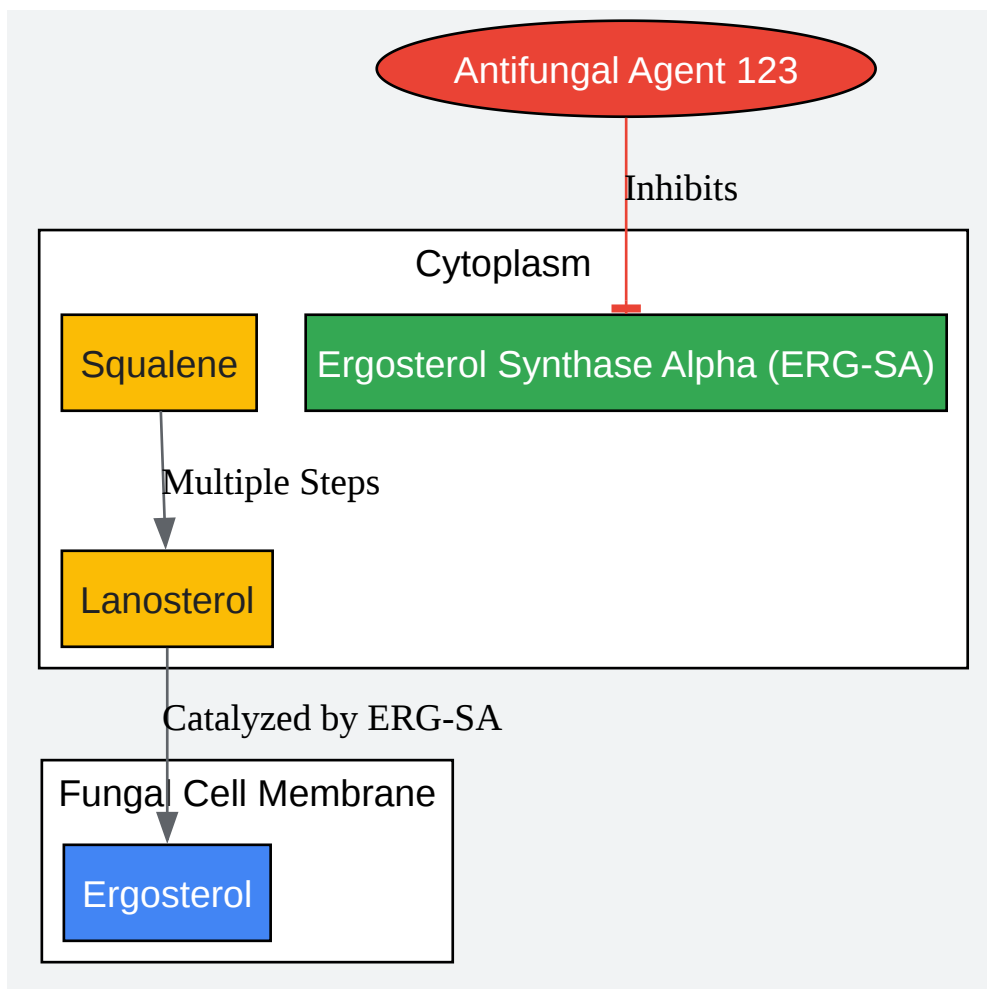 Antifungal Agent 123
Inhibits
Cytoplasm
Squalene
Ergosterol Synthase Alpha (ERG-SA)
Multiple Steps
Lanosterol
Catalyzed by ERG-SA
Fungal Cell Membrane
Ergosterol